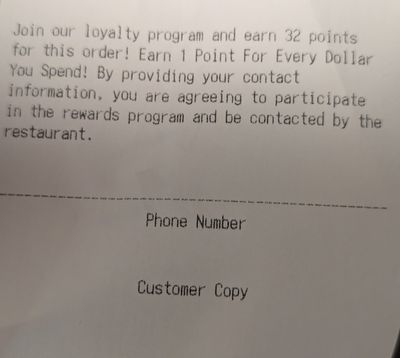 Join our loyalty program and earn 32 points
for this order! Earn 1 Point For Every Dollar
You Spend! By providing your contact
information, you are agreeing to participate
in the rewards program and be contacted by the
restaurant.
Phone Number
Customer Copy